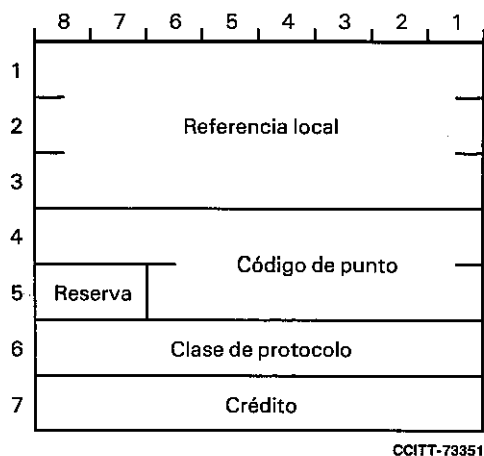 8 7 6 5 4 3 2 1
1
2 Referencia local
3
4
Código de punto
5 Reserva
6 Clase de protocolo
7 Crédito
CCITT-73351